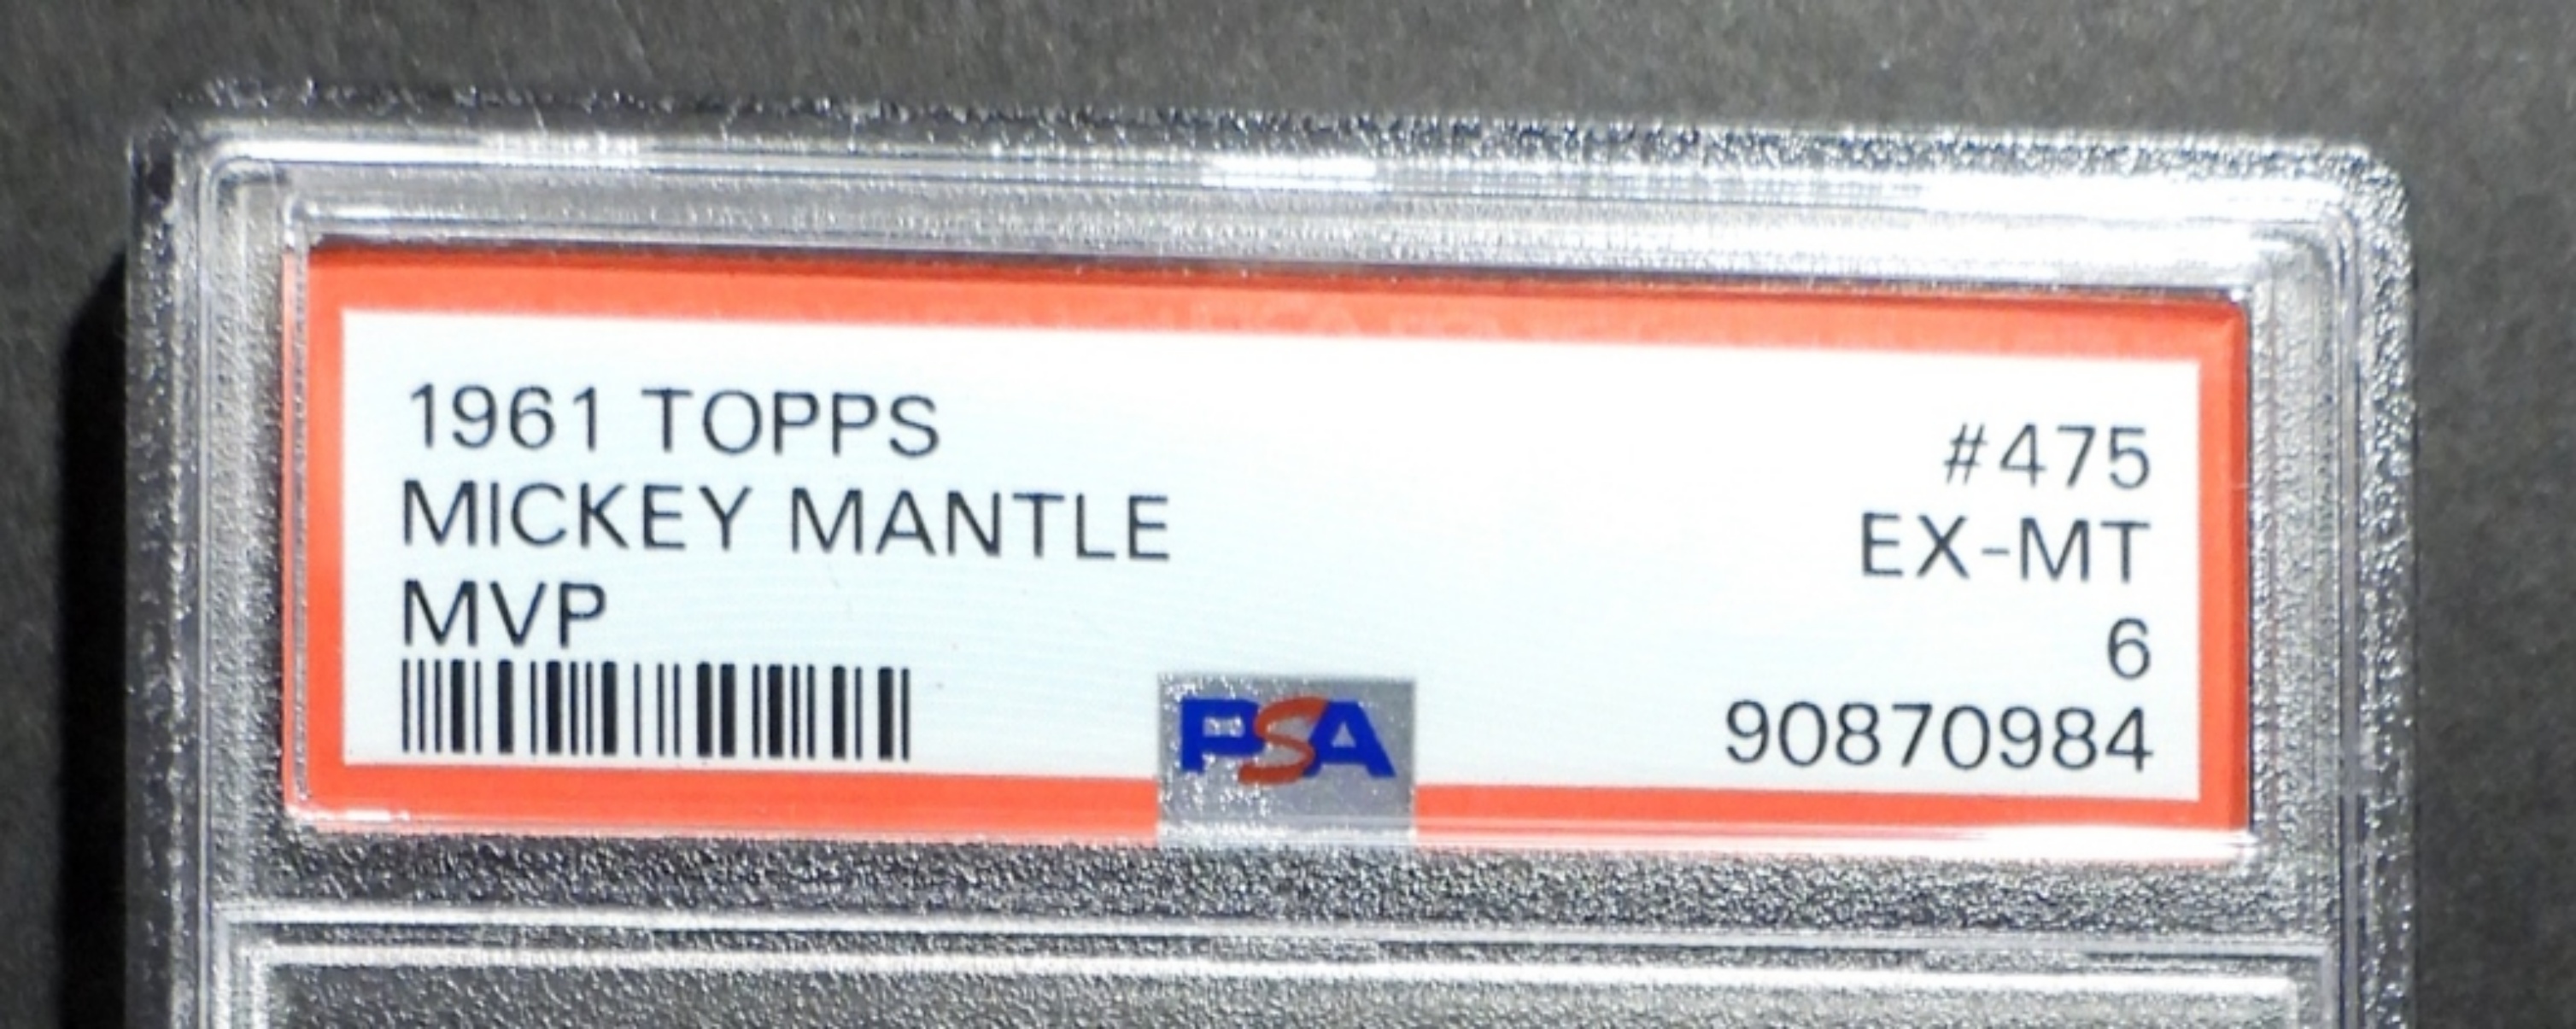 1961 TOPPS
MICKEY MANTLE
MVP
#475
EX-MT
6
90870984
PSA